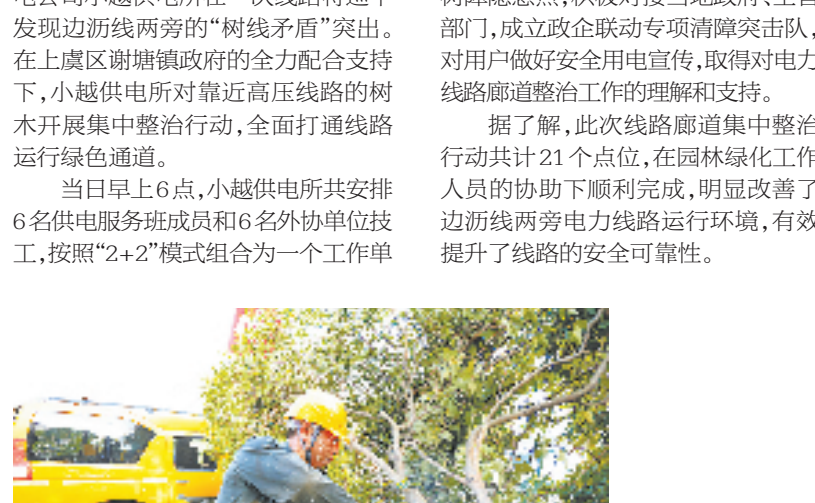 发现边沥线两旁的“树线矛盾”突出。
在上虞区谢塘镇政府的全力配合支持
下,小越供电所对靠近高压线路的树
木开展集中整治行动,全面打通线路
运行绿色通道。
当日早上6点,小越供电所共安排
6名供电服务班成员和6名外协单位技
工,按照“2+2”模式组合为一个工作单
部门,成立政企联动专项清障突击队,
对用户做好安全用电宣传,取得对电力
线路廊道整治工作的理解和支持。
据了解,此次线路廊道集中整治
行动共计21个点位,在园林绿化工作
人员的协助下顺利完成,明显改善了
边沥线两旁电力线路运行环境,有效
提升了线路的安全可靠性。